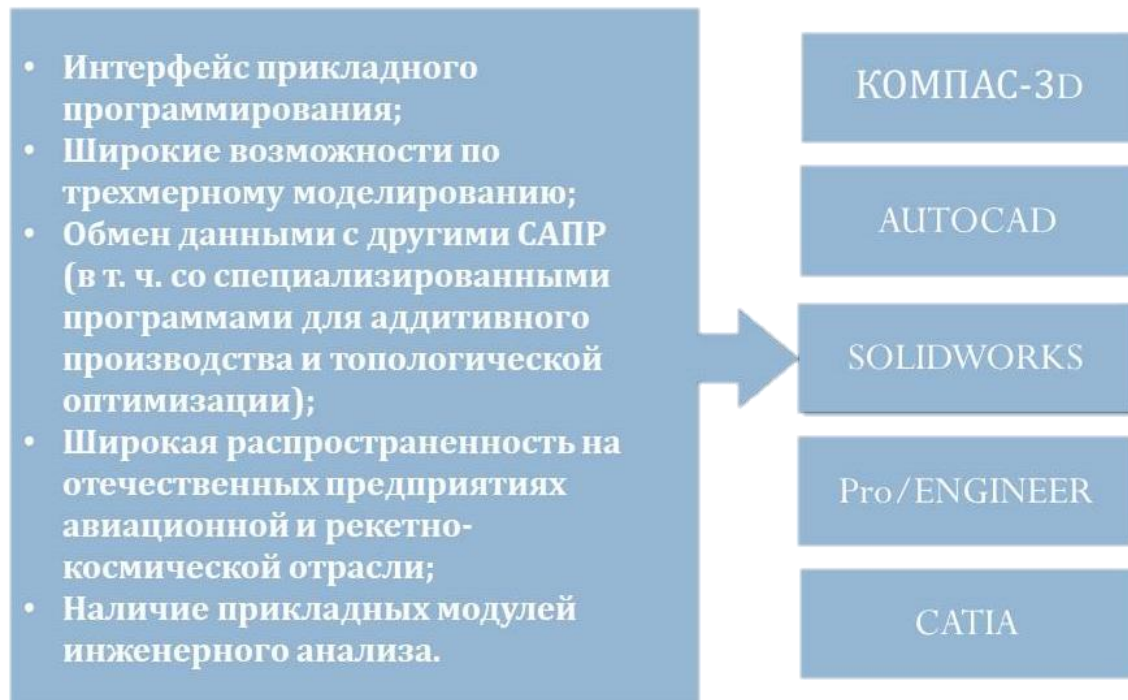 • Интерфейс прикладного
программирования;
• Широкие возможности по
трехмерному моделированию;
• Обмен данными с другими САПР
(в т. ч. со специализированными
программами для аддитивного
производства и топологической
оптимизации);
• Широкая распространенность на
отечественных предприятиях
авиационной и рекетно-
космической отрасли;
• Наличие прикладных модулей
инженерного анализа.
КОМПАС-3D
AUTOCAD
SOLIDWORKS
Pro/ENGINEER
CATIA